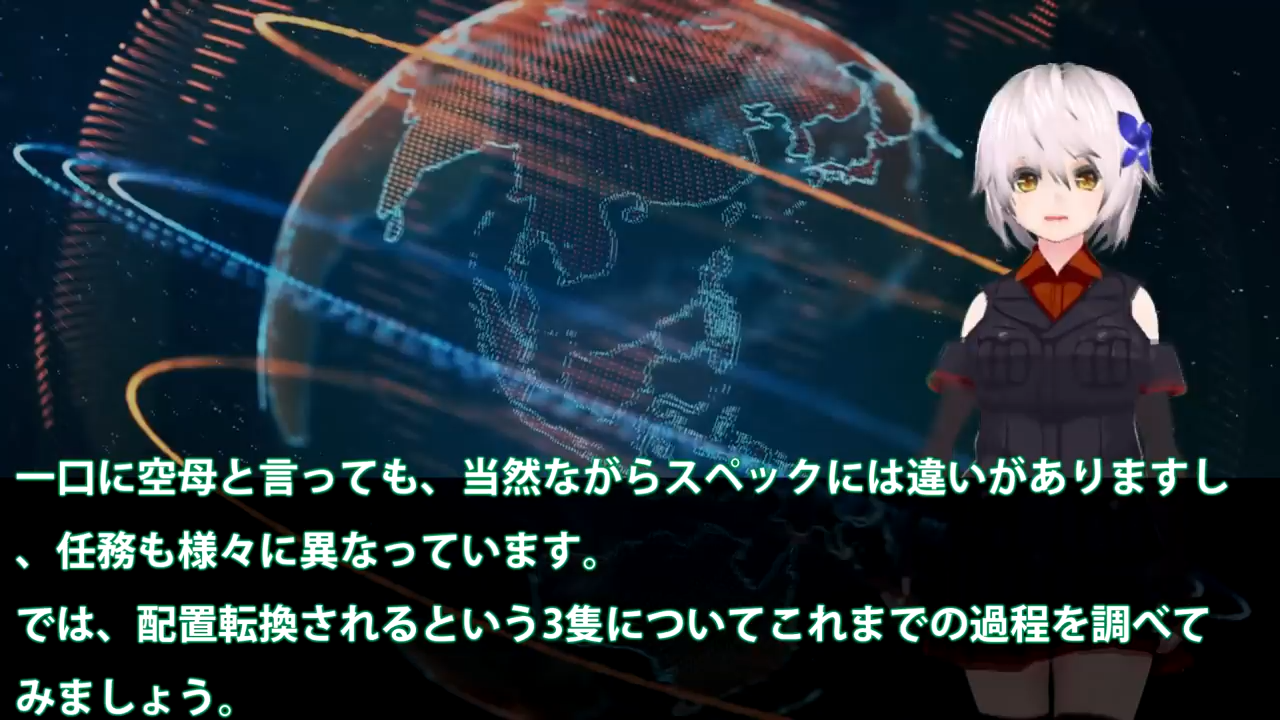 一口に空母と言っても、当然ながらスペックには違いがありますし
、任務も様々に異なっています。
では、配置転換されるという3隻についてこれまでの過程を調べて
みましょう。